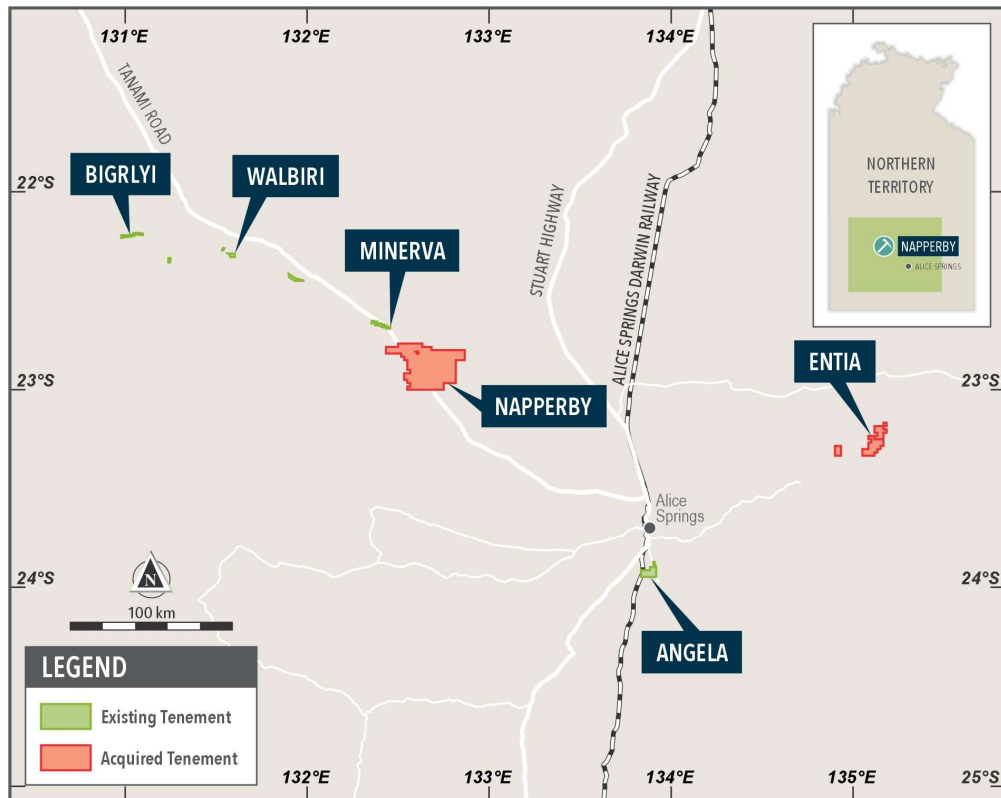 131°E
132°E
133°E
134°E
TANAMI ROAD
BIGRLYI
WALBIRI
22°S
MINERVA
STUART HIGHWAY
ALICE SPRINGS DARWIN RAILWAY
NORTHERN
TERRITORY
NAPPERBY
ALICE SPRINGS
ENTIA
23°S
23°S
NAPPERBY
Alice
Springs
24°S
24°S
N
100 km
ANGELA
LEGEND
Existing Tenement
Acquired Tenement
132°E
133°E
134°E
135°E
25°S